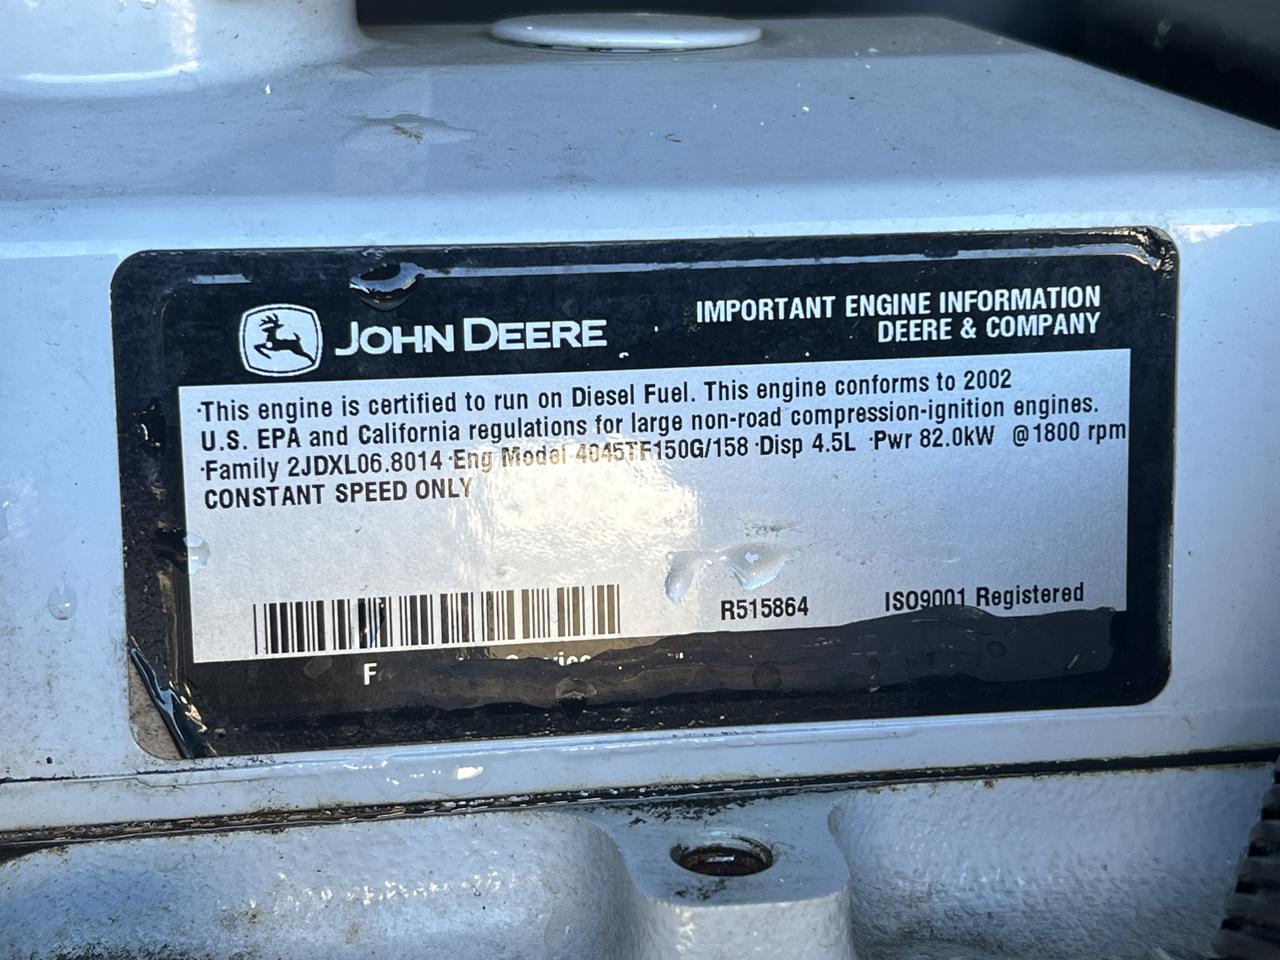 JOHN DEERE
IMPORTANT ENGINE INFORMATION
DEERE & COMPANY
·This engine is certified to run on Diesel Fuel. This engine conforms to 2002
U.S. EPA and California regulations for large non-road compression-ignition engines.
·Family 2JDXL06.8014 ·Eng Model 4045TF150G/158 ·Disp 4.5L ·Pwr 82.0kW @1800 rpm
CONSTANT SPEED ONLY
R515864
ISO9001 Registered
F